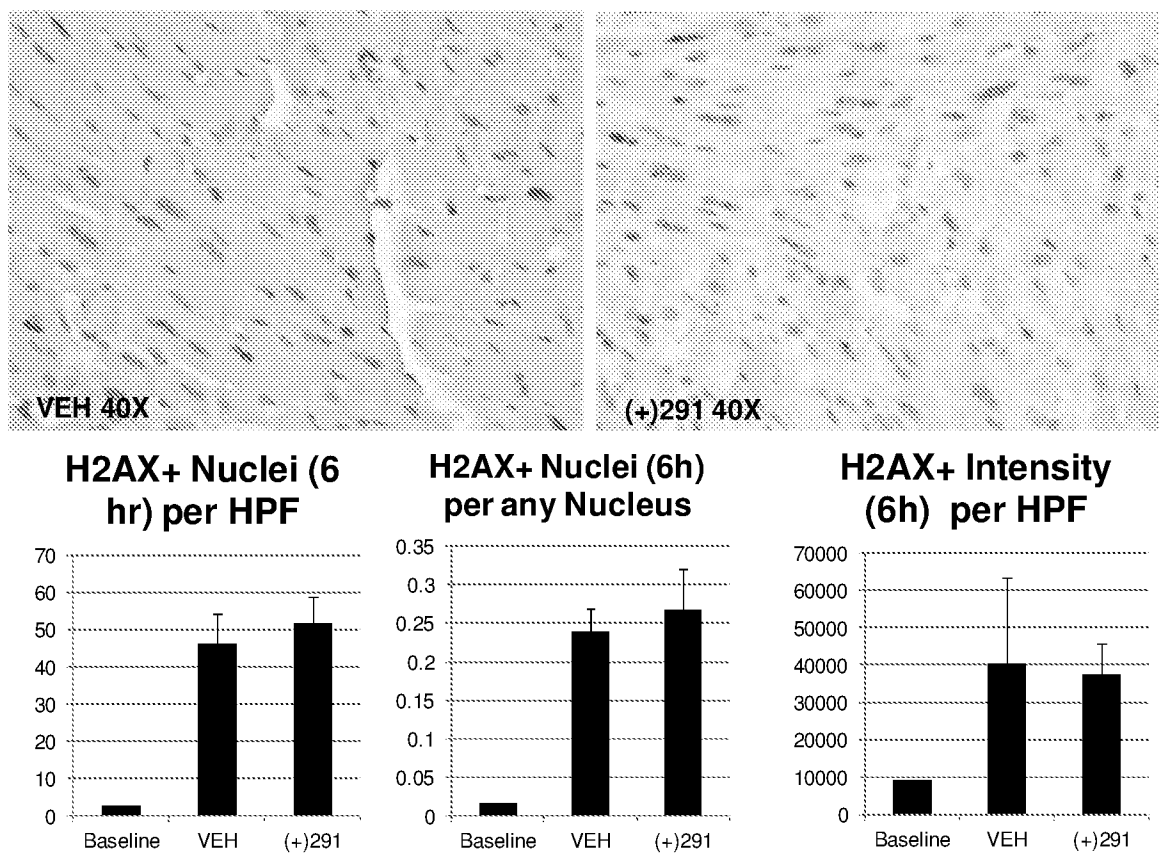 VEH 40X
(+)291 40X
H2AX+ Nuclei (6
hr) per HPF
70
60
50
40
30
20
10
0
Baseline VEH (+)291
H2AX+ Nuclei (6h)
per any Nucleus
0.35
0.3
0.25
0.2
0.15
0.1
0.05
0
Baseline VEH (+)291
H2AX+ Intensity
(6h) per HPF
70000
60000
50000
40000
30000
20000
10000
0
Baseline VEH (+)291